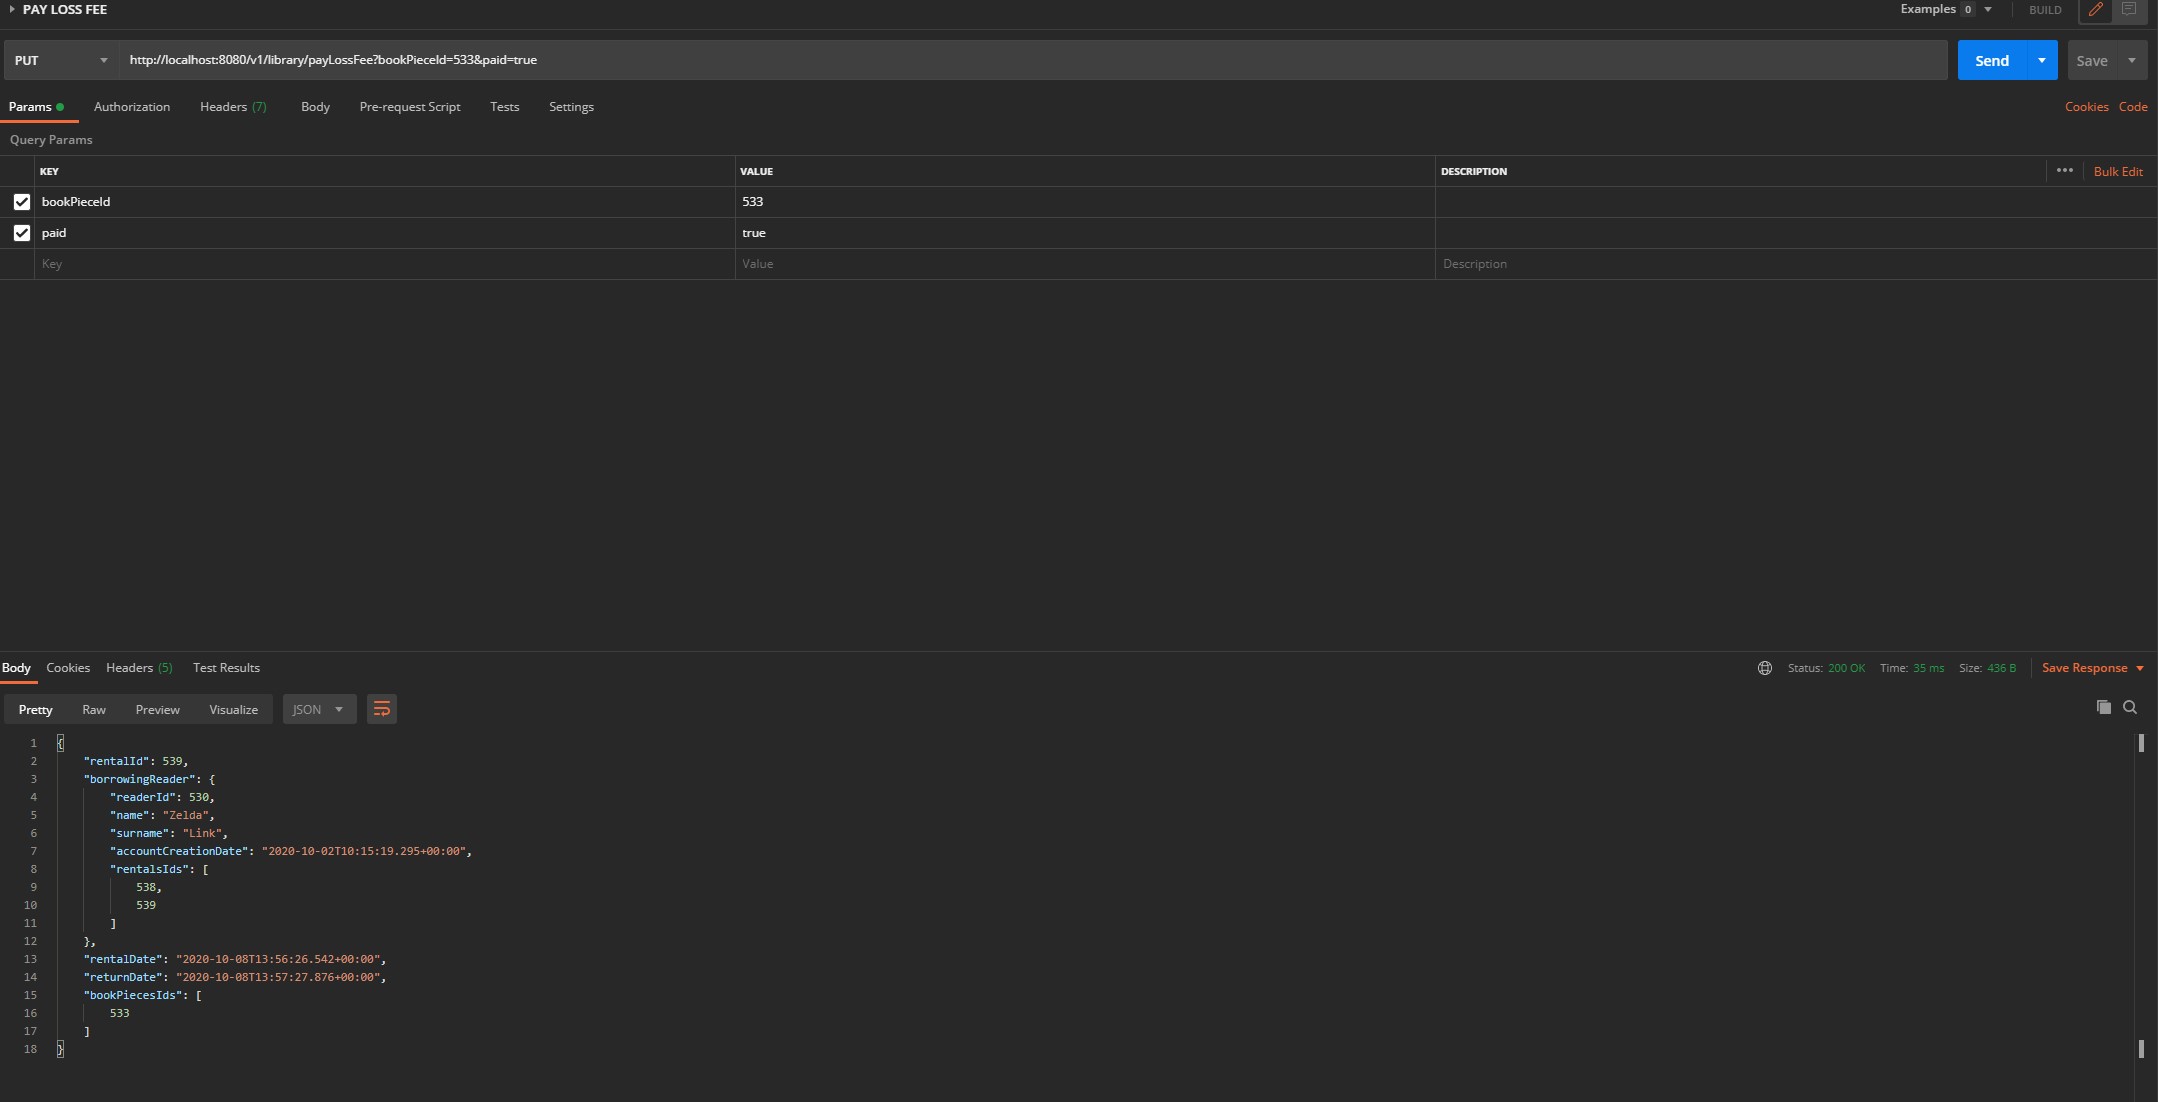 PAY LOSS FEE
Examples 0 BUILD
PUT http://localhost:8080/v1/library/payLossFee?bookPieceId=533&paid=true Send Save
Params Authorization Headers (7) Body Pre-request Script Tests Settings Cookies Code
Query Params
KEY VALUE DESCRIPTION ••• Bulk Edit
bookPieceId 533
paid true
Key Value Description
Body Cookies Headers (5) Test Results Status: 200 OK Time: 35 ms Size: 436 B Save Response
Pretty Raw Preview Visualize JSON
1 {
2 "rentalId": 539,
3 "borrowingReader": {
4 "readerId": 530,
5 "name": "Zelda",
6 "surname": "Link",
7 "accountCreationDate": "2020-10-02T10:15:19.295+00:00",
8 "rentalsIds": [
9 538,
10 539
11 ]
12 },
13 "rentalDate": "2020-10-08T13:56:26.542+00:00",
14 "returnDate": "2020-10-08T13:57:27.876+00:00",
15 "bookPiecesIds": [
16 533
17 ]
18 }